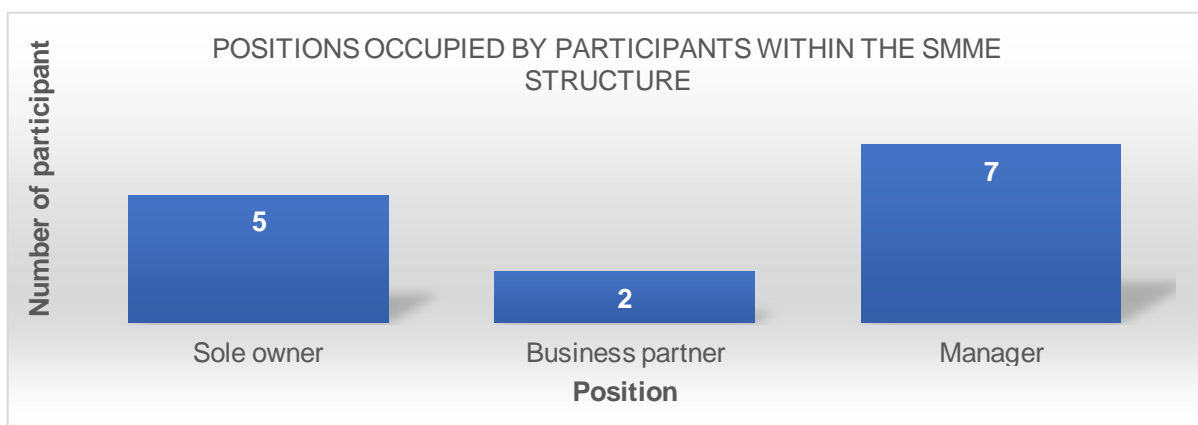 POSITIONS OCCUPIED BY PARTICIPANTS WITHIN THE SMME
STRUCTURE
Number of participant
5
2
7
Sole owner
Business partner
Manager
Position